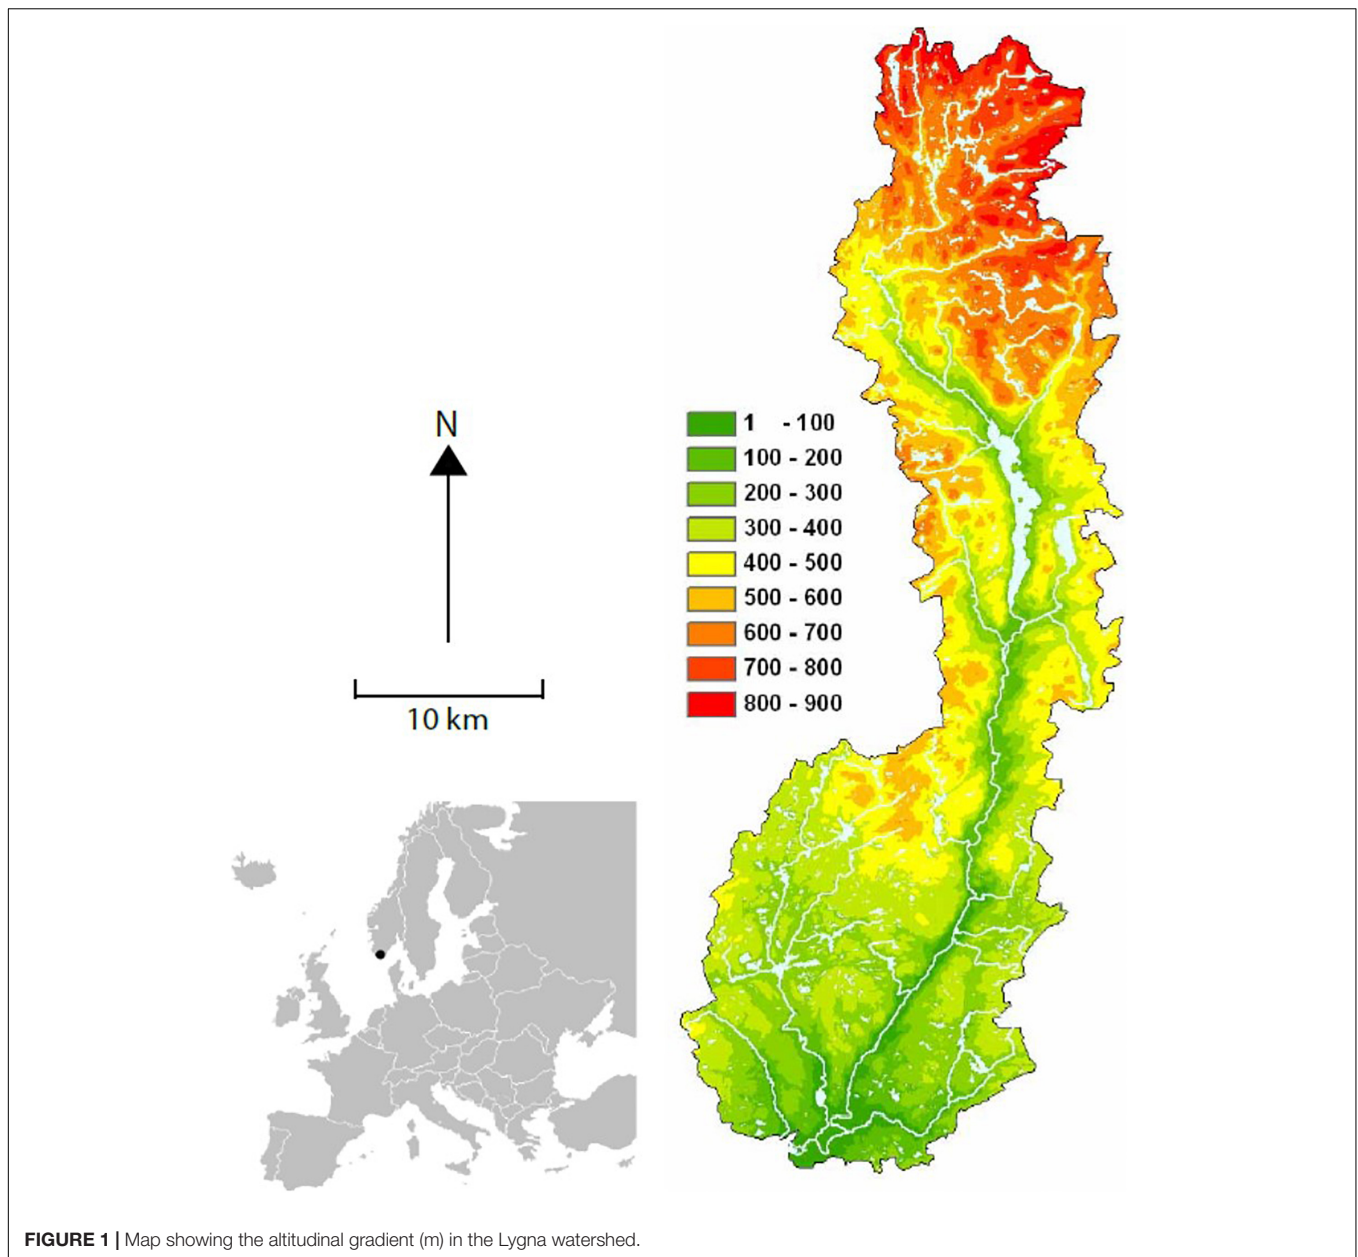 N
10 km
1 - 100
100 - 200
200 - 300
300 - 400
400 - 500
500 - 600
600 - 700
700 - 800
800 - 900
FIGURE 1 | Map showing the altitudinal gradient (m) in the Lygna watershed.